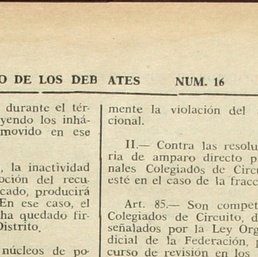 O DE LOS DEB ATES NUM. 16
durante el tér-
yendo los inhá-
movido en ese
, la inactividad
pción del recu-
cado, producirá
En ese caso, el
ha quedado fir-
Distrito.
núcleos de po-
mente la violación del
cional.
II.— Contra las resolu
ria de amparo directo p
nales Colegiados de Circ
esté en el caso de la fracc
Art. 85.— Son compet
Colegiados de Circuito, d
señalados por la Ley Org
dicial de la Federación, p
curso de revisión en los